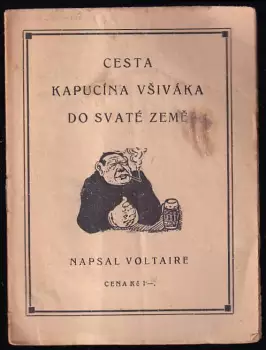 CESTA
KAPUCÍNA VŠIVÁKA
DO SVATÉ ZEMĚ
NAPSAL VOLTAIRE
CENA Kč 1—,